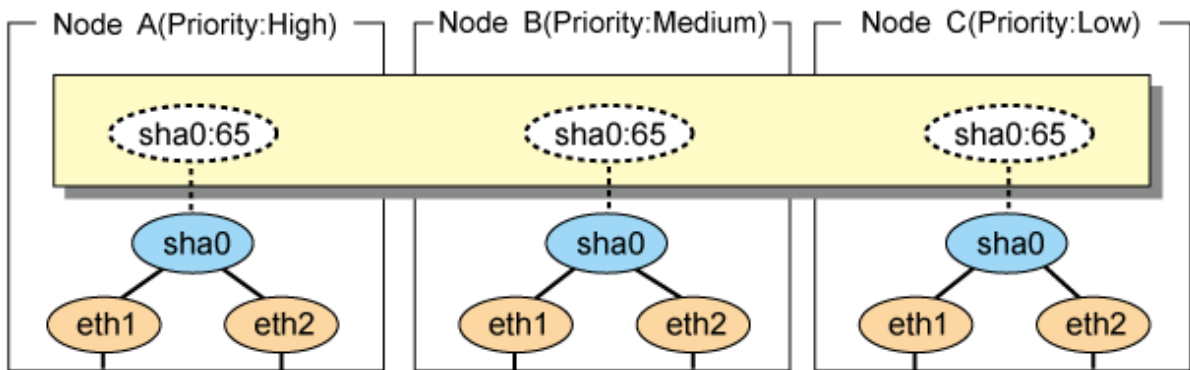 Node A(Priority:High) Node B(Priority:Medium) Node C(Priority:Low)
sha0:65 sha0:65 sha0:65
sha0 sha0 sha0
eth1 eth2 eth1 eth2 eth1 eth2